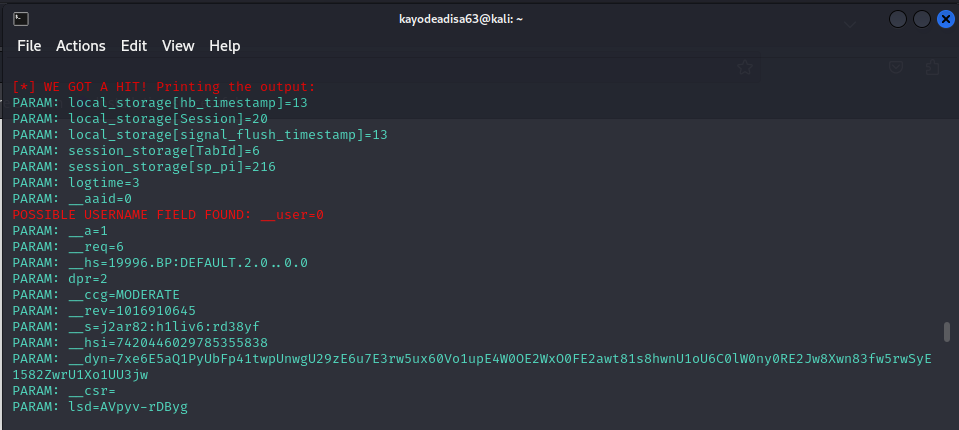 kayodeadisa63@kali: ~
File Actions Edit View Help
[*] WE GOT A HIT! Printing the output:
PARAM: local_storage[hb_timestamp]=13
PARAM: local_storage[Session]=20
PARAM: local_storage[signal_flush_timestamp]=13
PARAM: session_storage[TabId]=6
PARAM: session_storage[sp_pi]=216
PARAM: logtime=3
PARAM: __aaid=0
POSSIBLE USERNAME FIELD FOUND: __user=0
PARAM: __a=1
PARAM: __req=6
PARAM: __hs=19996.BP:DEFAULT.2.0..0.0
PARAM: dpr=2
PARAM: __ccg=MODERATE
PARAM: __rev=1016910645
PARAM: __s=j2ar82:h1liv6:rd38yf
PARAM: __hsi=7420446029785355838
PARAM: __dyn=7xe6E5aQ1PyUbFp41twpUnwgU29zE6u7E3rw5ux60Vo1upE4W0OE2WxO0FE2awt81s8hwnU1oU6C0lW0ny0RE2Jw8Xwn83fw5rwSyE
1582ZwrU1Xo1UU3jw
PARAM: __csr=
PARAM: lsd=AVpyv-rDByg